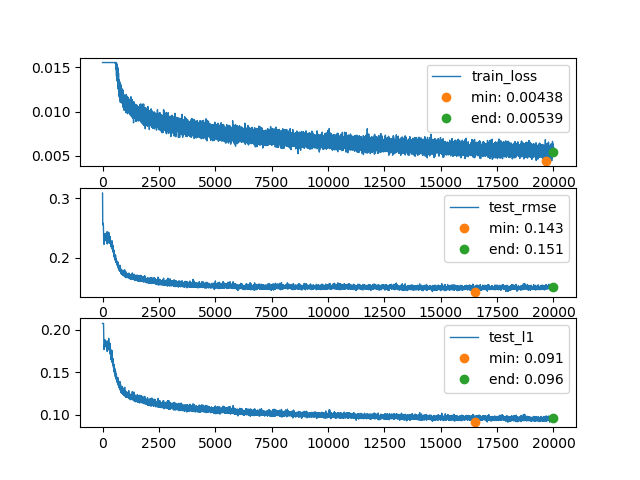 0.015
0.010
0.005
train_loss
min: 0.00438
end: 0.00539
0 2500 5000 7500 10000 12500 15000 17500 20000
0.3
0.2
test_rmse
min: 0.143
end: 0.151
0 2500 5000 7500 10000 12500 15000 17500 20000
0.20
0.15
0.10
test_l1
min: 0.091
end: 0.096
0 2500 5000 7500 10000 12500 15000 17500 20000